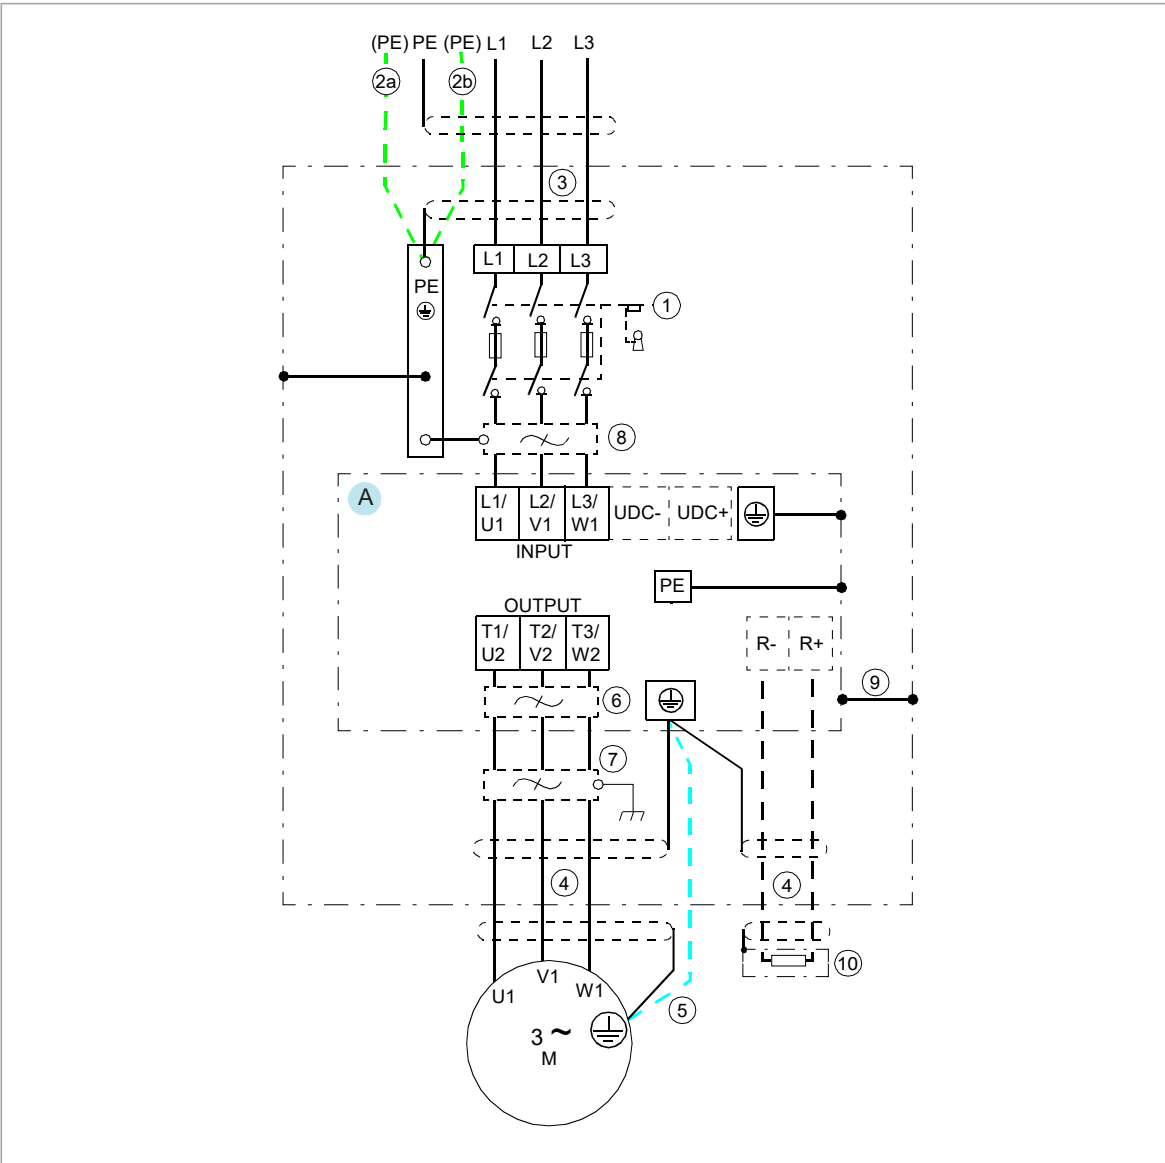 (PE) PE (PE) L1 L2 L3
2a 2b
3
L1 L2 L3
PE
1
8
A
L1/ L2/ L3/
U1 V1 W1
UDC- UDC+
INPUT
PE
OUTPUT
T1/ T2/ T3/
U2 V2 W2
R- R+
9
6
7
4 4
10
U1 V1 W1
5
3 ~
M